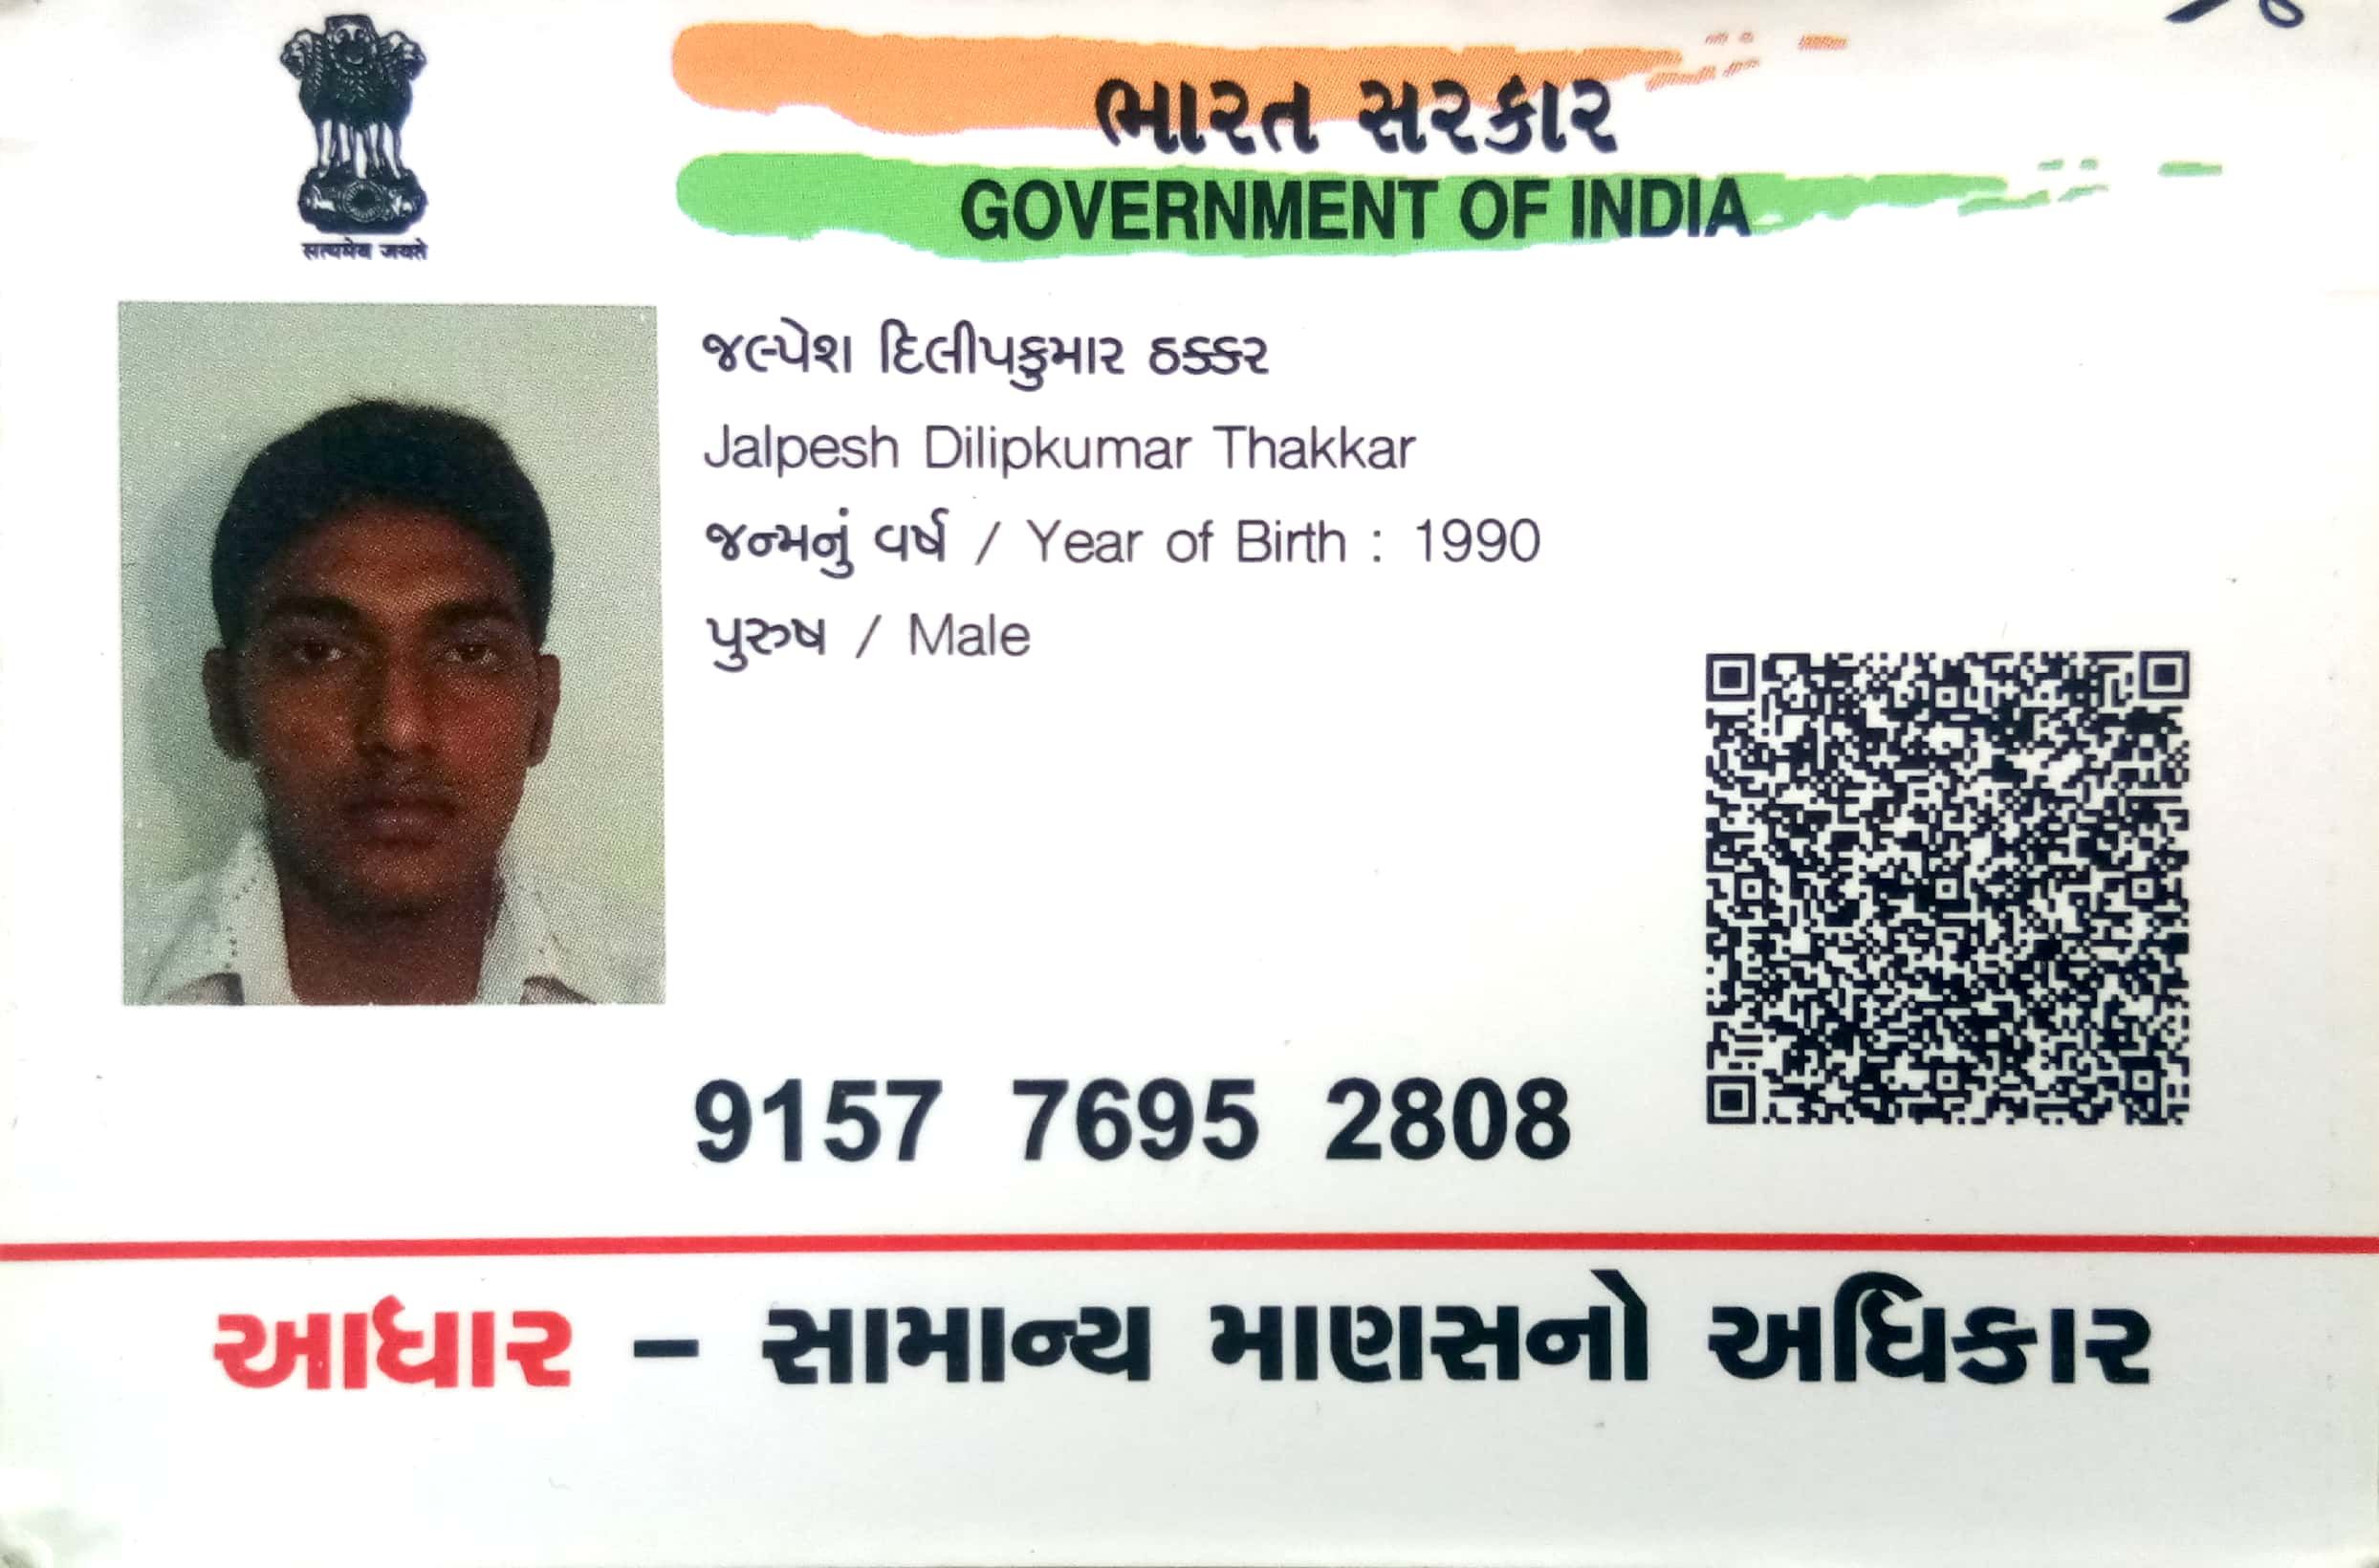 सत्यमेव जयते
ભારત સરકાર
GOVERNMENT OF INDIA
જલ્પેશ દિલીપકુમાર ઠક્કર
Jalpesh Dilipkumar Thakkar
જન્મનું વર્ષ / Year of Birth : 1990
પુરુષ / Male
9157 7695 2808
આધાર – સામાન્ય માણસનો અધિકાર